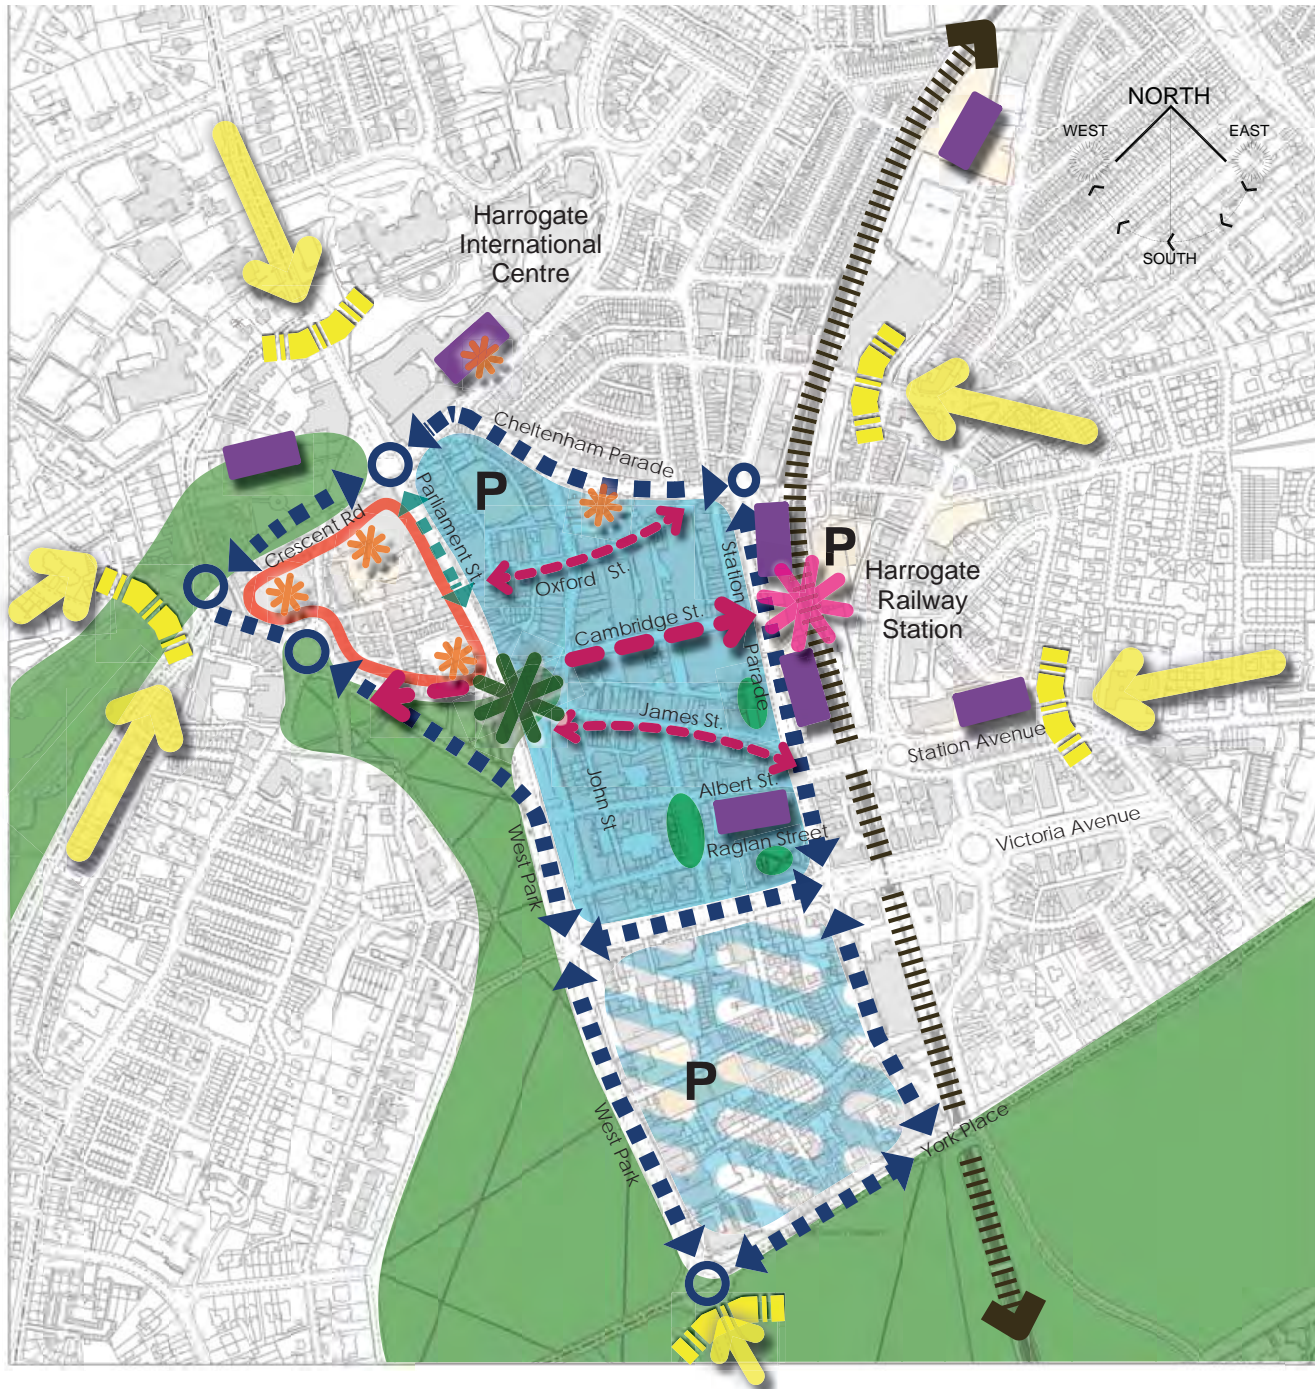 NORTH
WEST
EAST
SOUTH
Harrogate
International
Centre
Cheltenham Parade
P
Parliament St.
Crescent Rd
Oxford St.
Station
Parade
P
Harrogate
Railway
Station
Cambridge St.
James St.
Station Avenue
John St
Albert St.
Raglan Street
Victoria Avenue
West Park
P
West Park
York Place